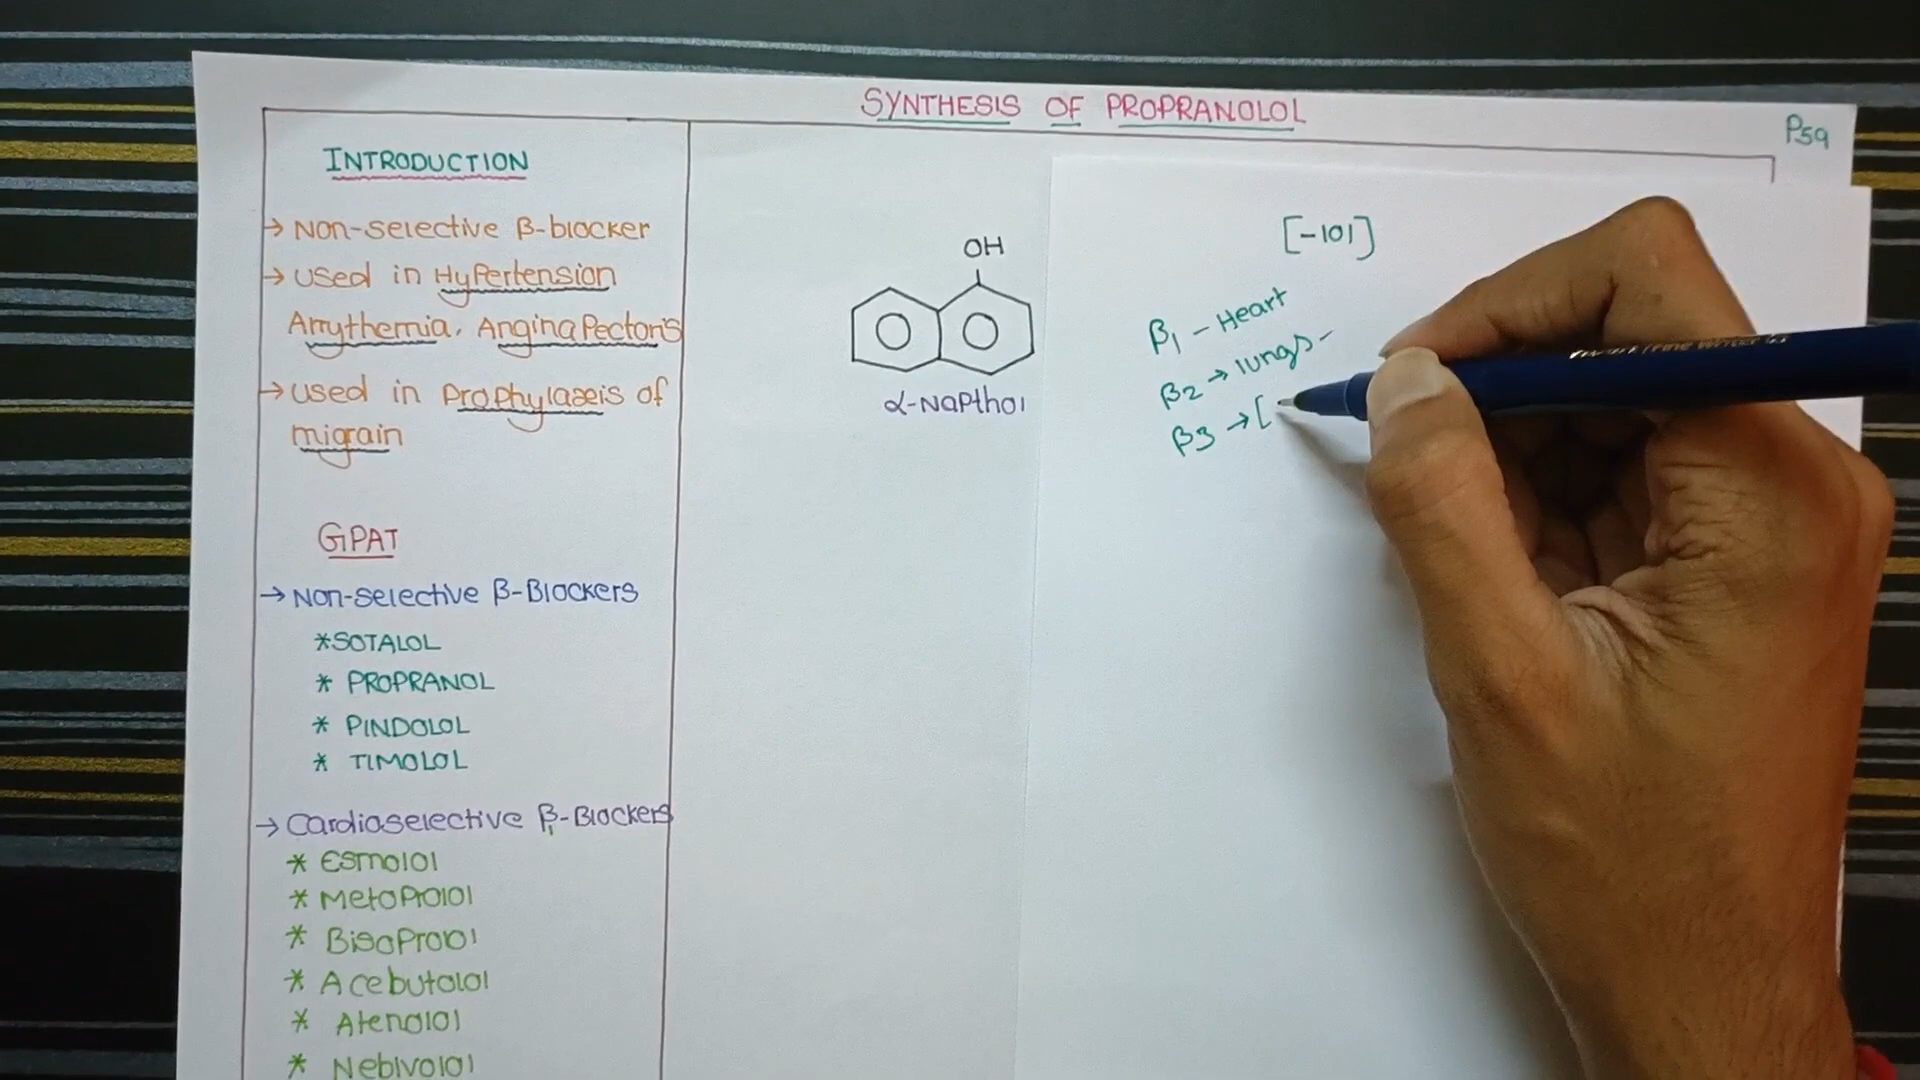 SYNTHESIS OF PROPRANOLOL
P59
INTRODUCTION
→ Non-selective β-blocker
→ used in Hypertension
Arrythemia, Angina Pectoris
→ used in Prophylaxeis of
migrain
GPAT
→ Non-selective β-Blockers
* SOTALOL
* PROPRANOL
* PINDOLOL
* TIMOLOL
→ Cardioselective β1-Blockers
* Esmolol
* Metoprolol
* Bisoprolol
* Acebutolol
* Atenolol
* Nebivolol
OH
α-Napthol
[-lol]
β1 - Heart
β2 → lungs -
β3 → [